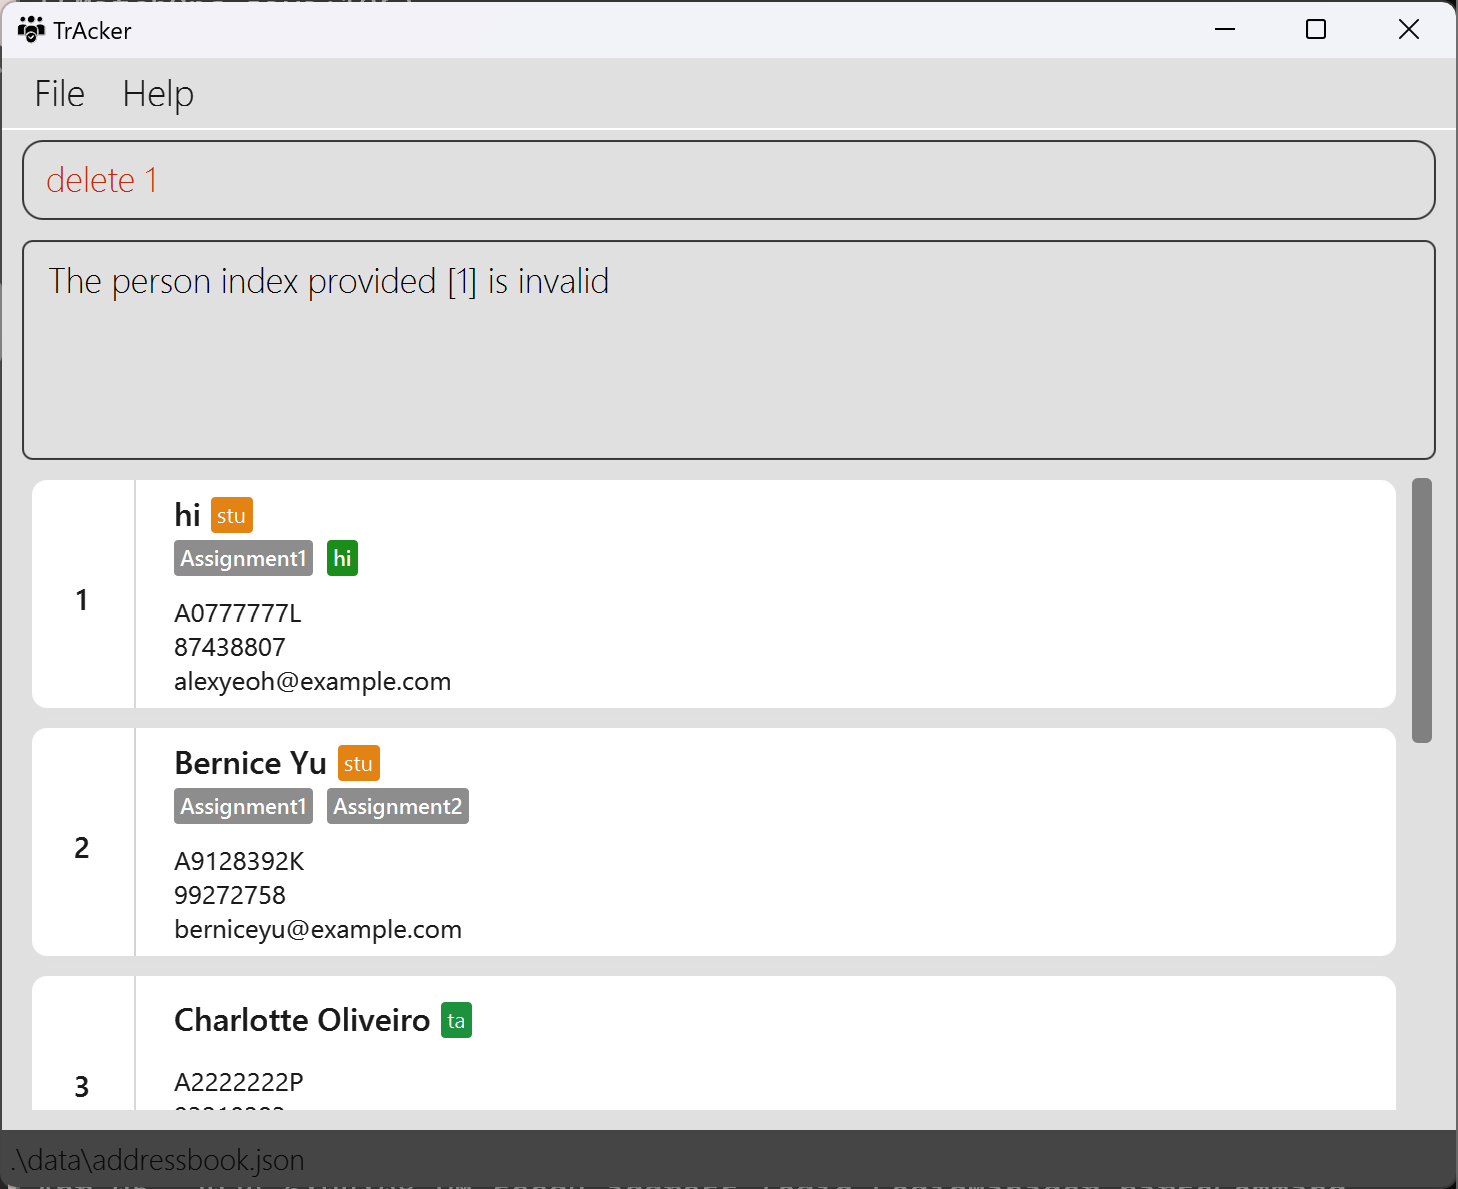 TrAcker
File Help
delete 1
The person index provided [1] is invalid
hi stu
Assignment1 hi
1
A0777777L
87438807
alexyeoh@example.com
Bernice Yu stu
Assignment1 Assignment2
2
A9128392K
99272758
berniceyu@example.com
Charlotte Oliveiro ta
A2222222P
3
.\data\addressbook.json